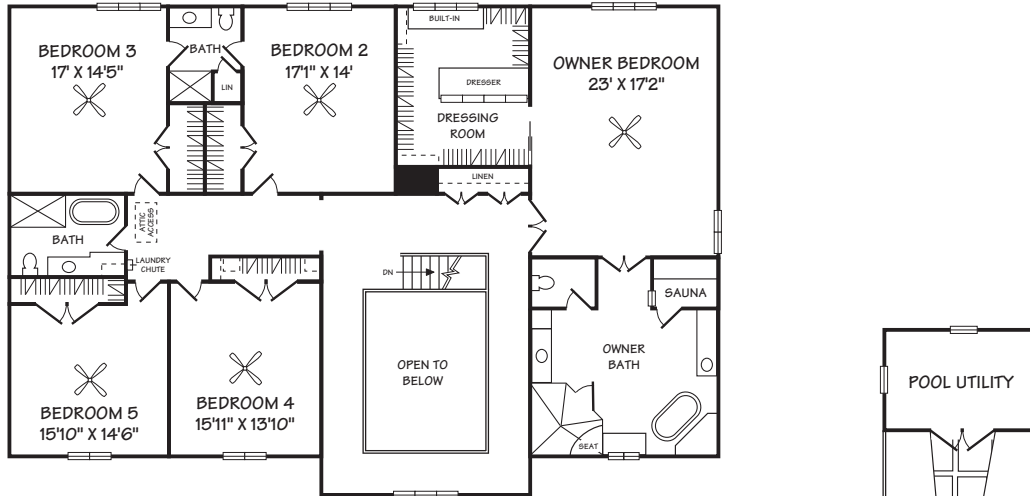 BUILT-IN
BEDROOM 3
17' X 14'5"
BATH
LIN
BEDROOM 2
17'1" X 14'
DRESSER
DRESSING
ROOM
OWNER BEDROOM
23' X 17'2"
LINEN
ATTIC
ACCESS
BATH
LAUNDRY
CHUTE
DN
SAUNA
OPEN TO
BELOW
OWNER
BATH
POOL UTILITY
BEDROOM 5
15'10" X 14'6"
BEDROOM 4
15'11" X 13'10"
SEAT